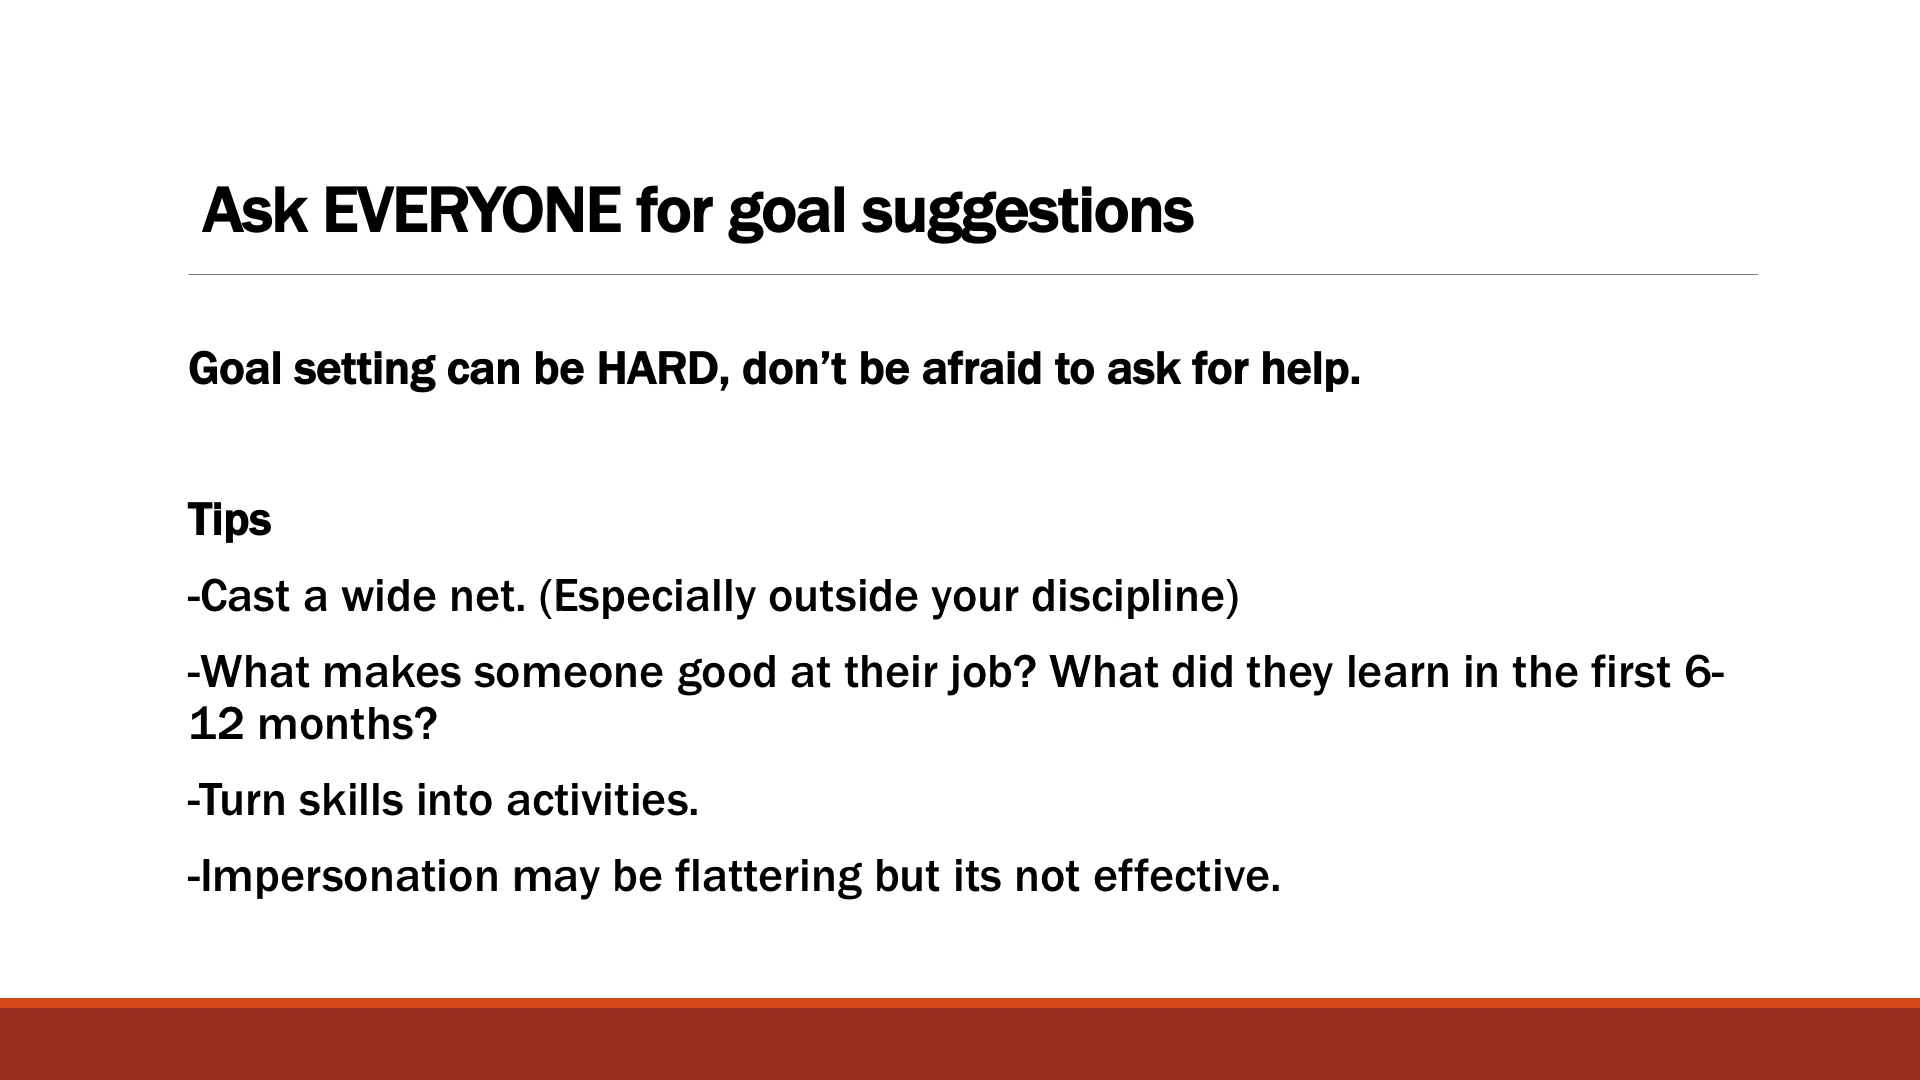 Ask EVERYONE for goal suggestions
Goal setting can be HARD, don’t be afraid to ask for help.
Tips
-Cast a wide net. (Especially outside your discipline)
-What makes someone good at their job? What did they learn in the first 6-
12 months?
-Turn skills into activities.
-Impersonation may be flattering but its not effective.